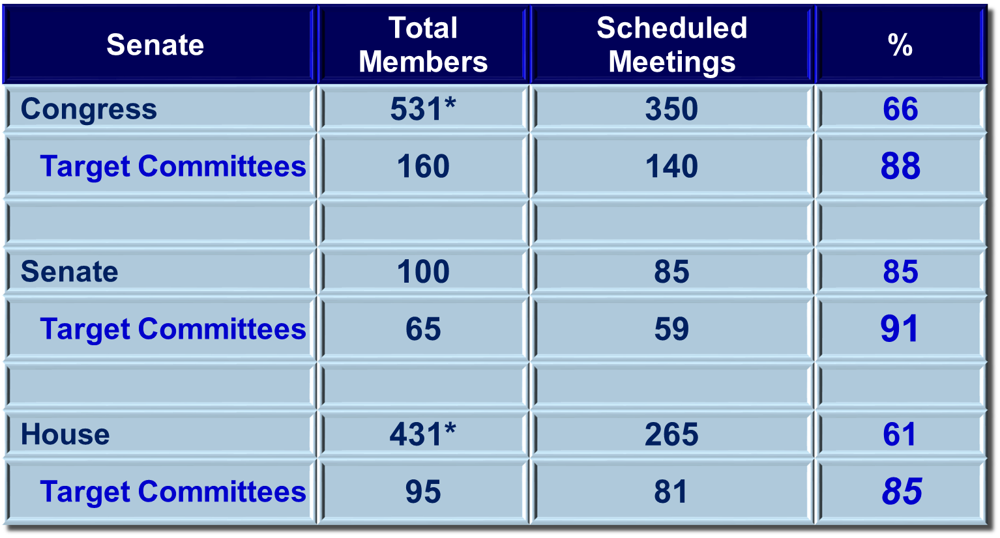 Senate Total Members Scheduled Meetings %
Congress 531* 350 66
Target Committees 160 140 88
Senate 100 85 85
Target Committees 65 59 91
House 431* 265 61
Target Committees 95 81 85